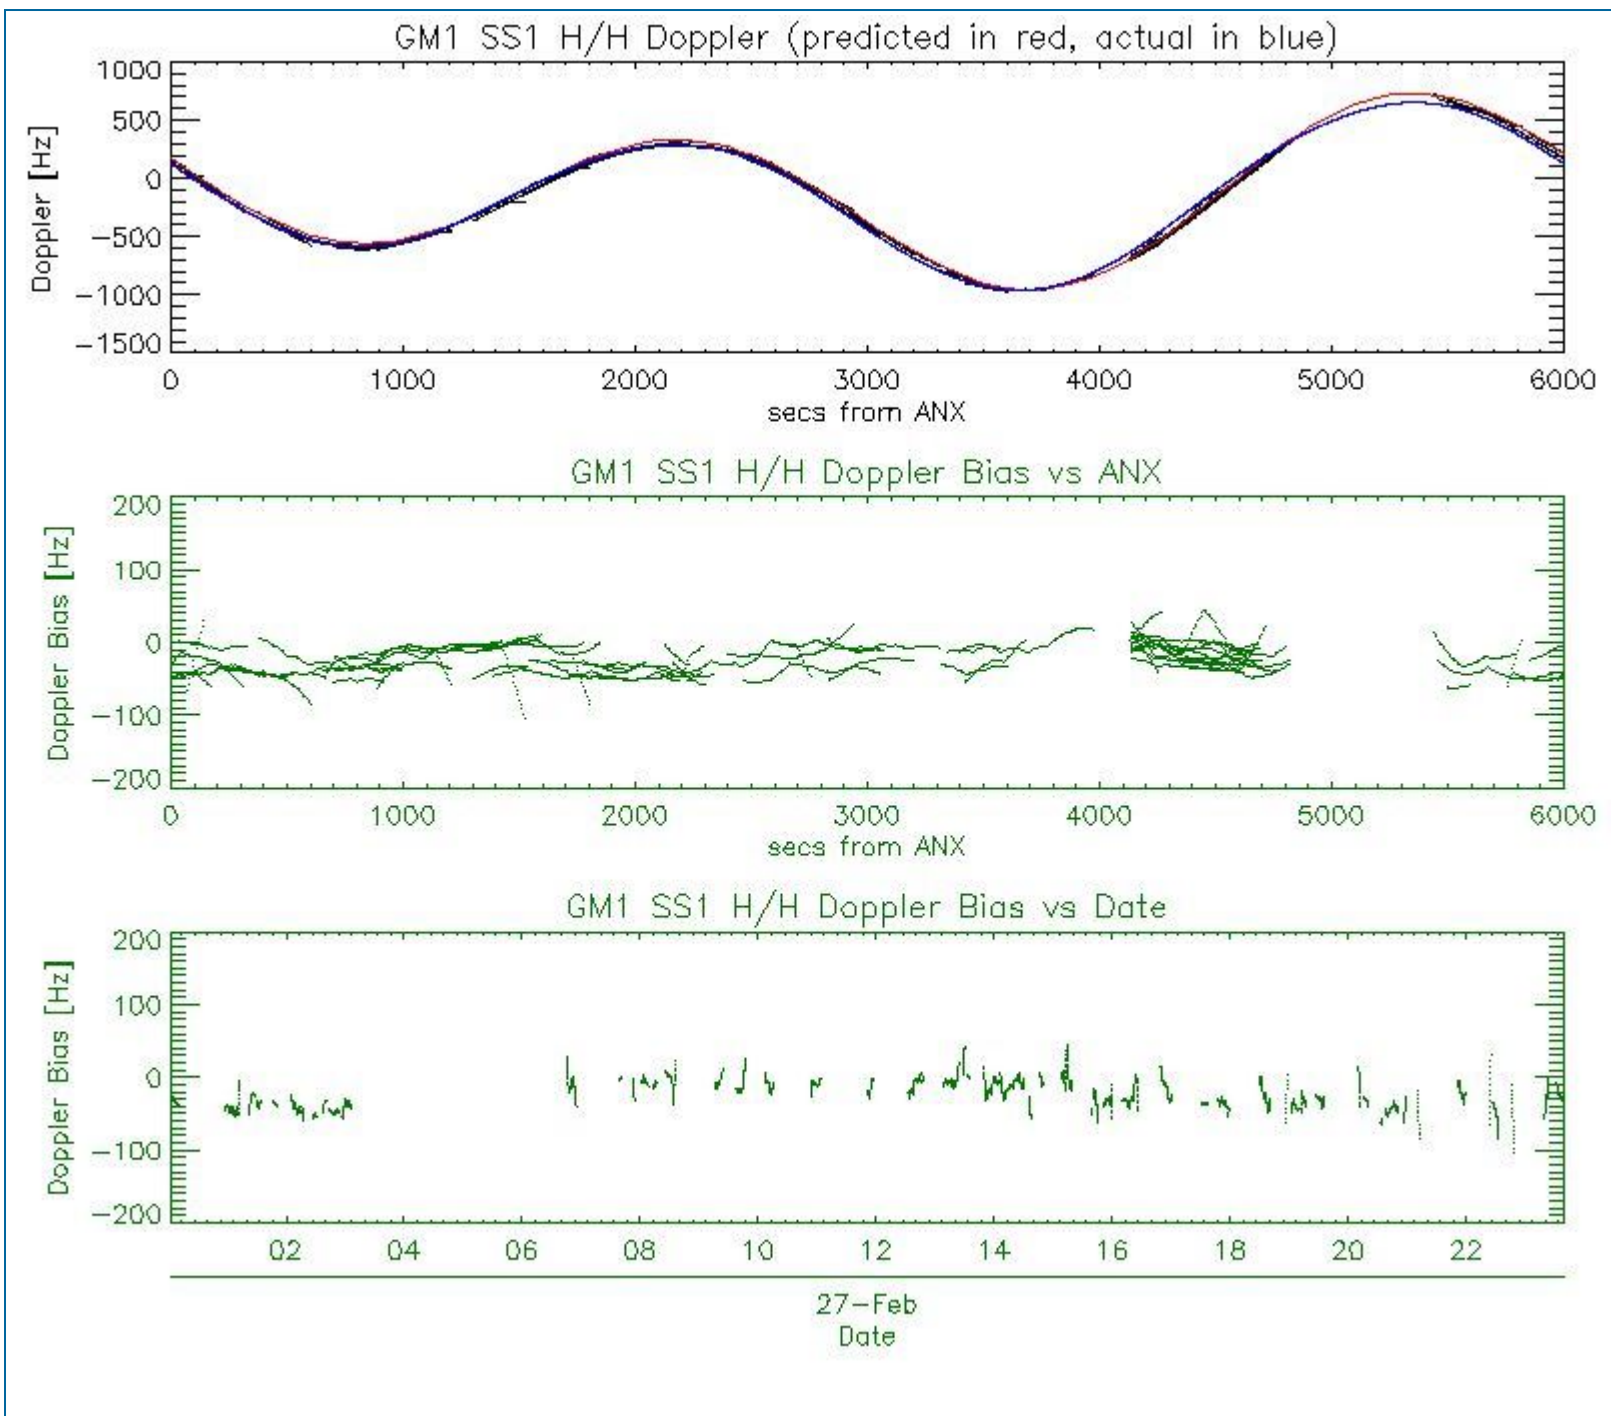 GM1 SS1 H/H Doppler (predicted in red, actual in blue)
1000
500
0
-500
-1000
-1500
Doppler [Hz]
0 1000 2000 3000 4000 5000 6000
secs from ANX
GM1 SS1 H/H Doppler Bias vs ANX
200
100
0
-100
-200
Doppler Bias [Hz]
0 1000 2000 3000 4000 5000 6000
secs from ANX
GM1 SS1 H/H Doppler Bias vs Date
200
100
0
-100
-200
Doppler Bias [Hz]
02 04 06 08 10 12 14 16 18 20 22
27-Feb
Date